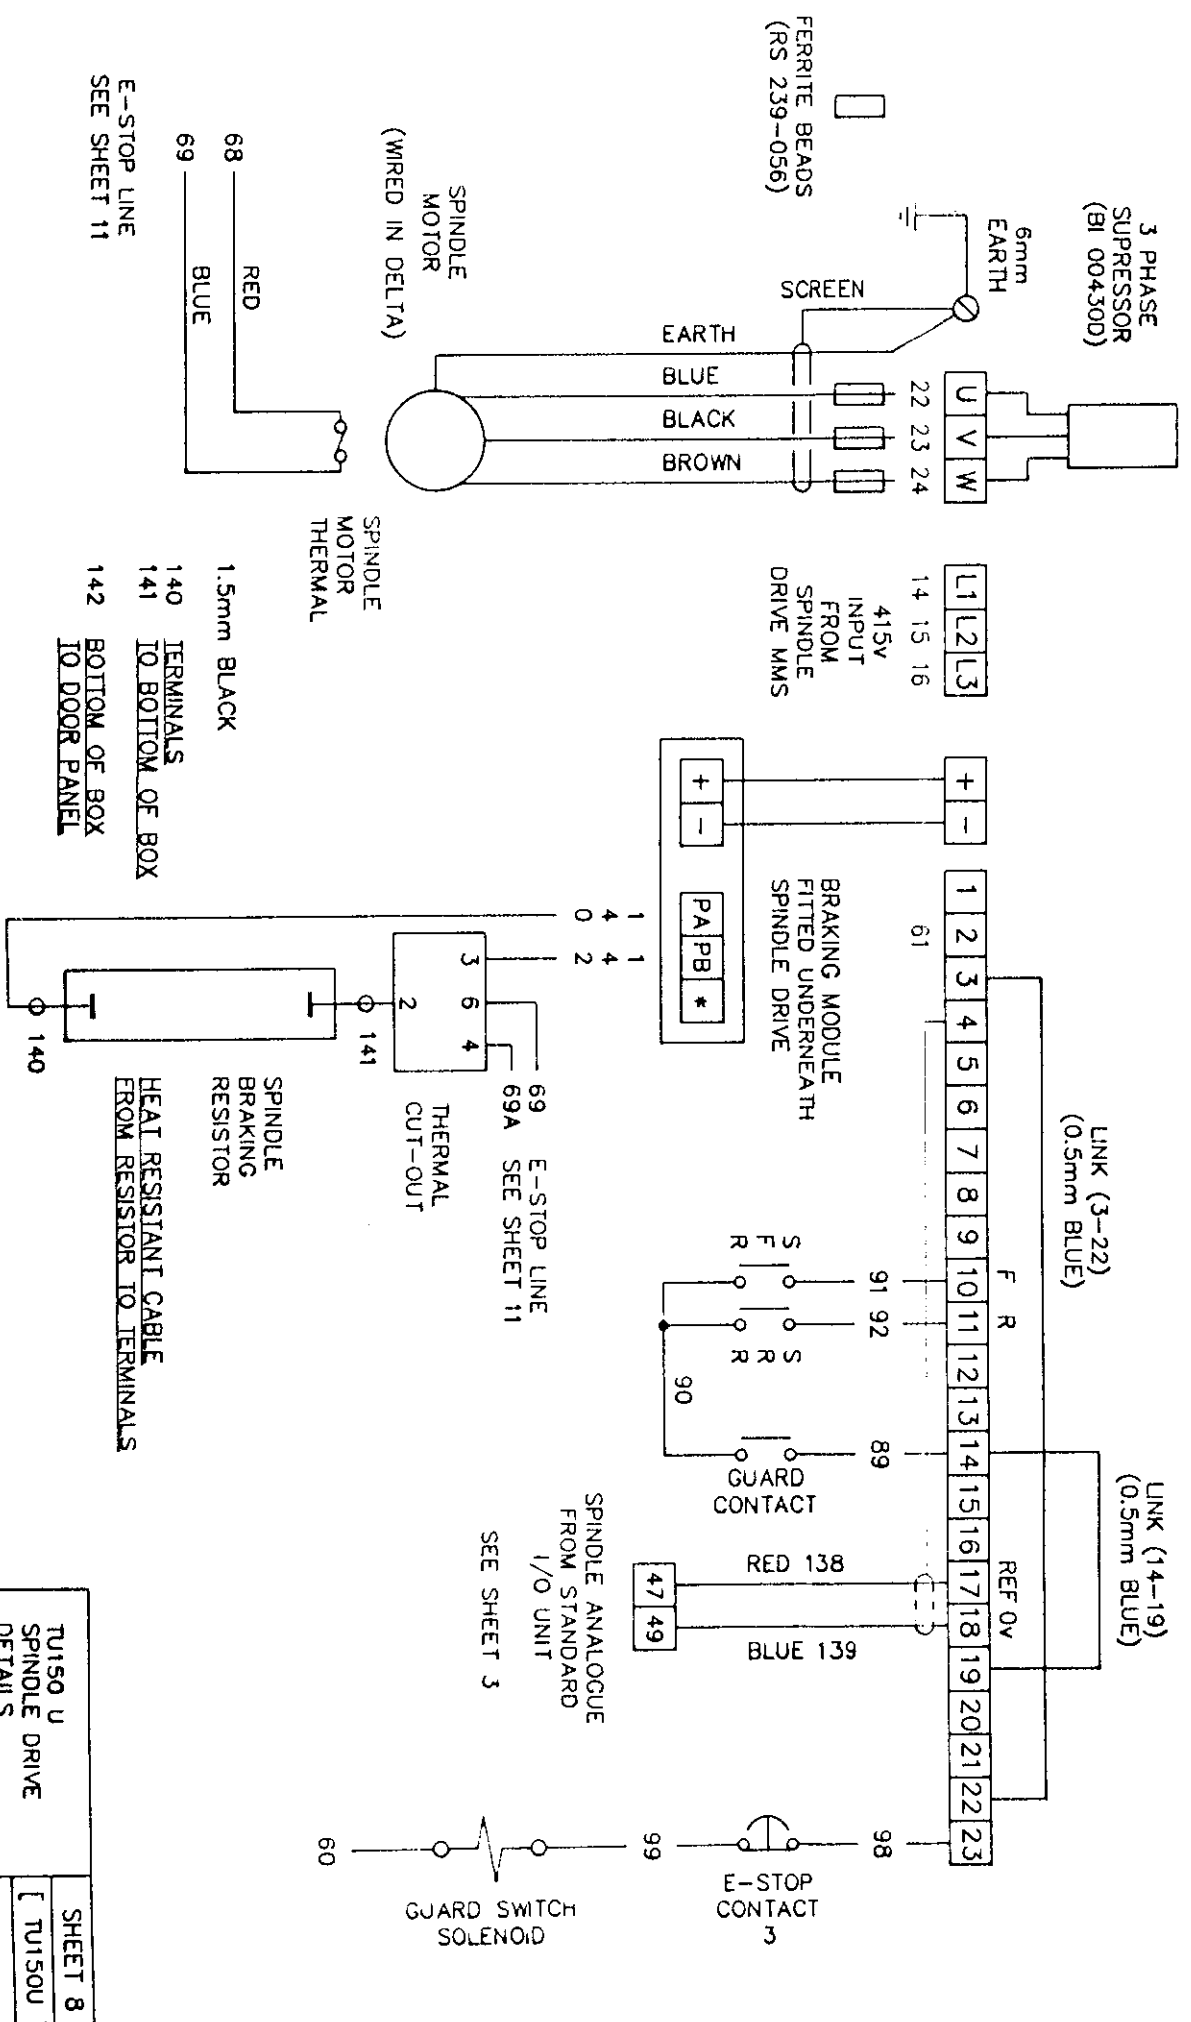 3 PHASE
SUPRESSOR
(BI 00430D)
6mm
EARTH
SCREEN
FERRITE BEADS
(RS 239-056)
U V W
22 23 24
EARTH
BLUE
BLACK
BROWN
SPINDLE
MOTOR
(WIRED IN DELTA)
68
RED
69
BLUE
E-STOP LINE
SEE SHEET 11
SPINDLE
MOTOR
THERMAL
L1 L2 L3
14 15 16
415v
INPUT
FROM
SPINDLE
DRIVE MMS
+ -
+ -
PA PB *
BRAKING MODULE
FITTED UNDERNEATH
SPINDLE DRIVE
140
142
3 6 4
2
69 E-STOP LINE
69A SEE SHEET 11
THERMAL
CUT-OUT
141
140
SPINDLE
BRAKING
RESISTOR
HEAT RESISTANT CABLE
FROM RESISTOR TO TERMINALS
1.5mm BLACK
140 TERMINALS
141 TO BOTTOM OF BOX
142 BOTTOM OF BOX
TO DOOR PANEL
LINK (3-22)
(0.5mm BLUE)
LINK (14-19)
(0.5mm BLUE)
F R
REF 0v
1 2 3 4 5 6 7 8 9 10 11 12 13 14 15 16 17 18 19 20 21 22 23
61
91 92
89
SFR
SRR
90
GUARD
CONTACT
RED 138
BLUE 139
47 49
SPINDLE ANALOGUE
FROM STANDARD
I/O UNIT
SEE SHEET 3
98
E-STOP
CONTACT
3
99
GUARD SWITCH
SOLENOID
60
TU150 U
SPINDLE DRIVE
DETAILS
SHEET 8
[ TU150U